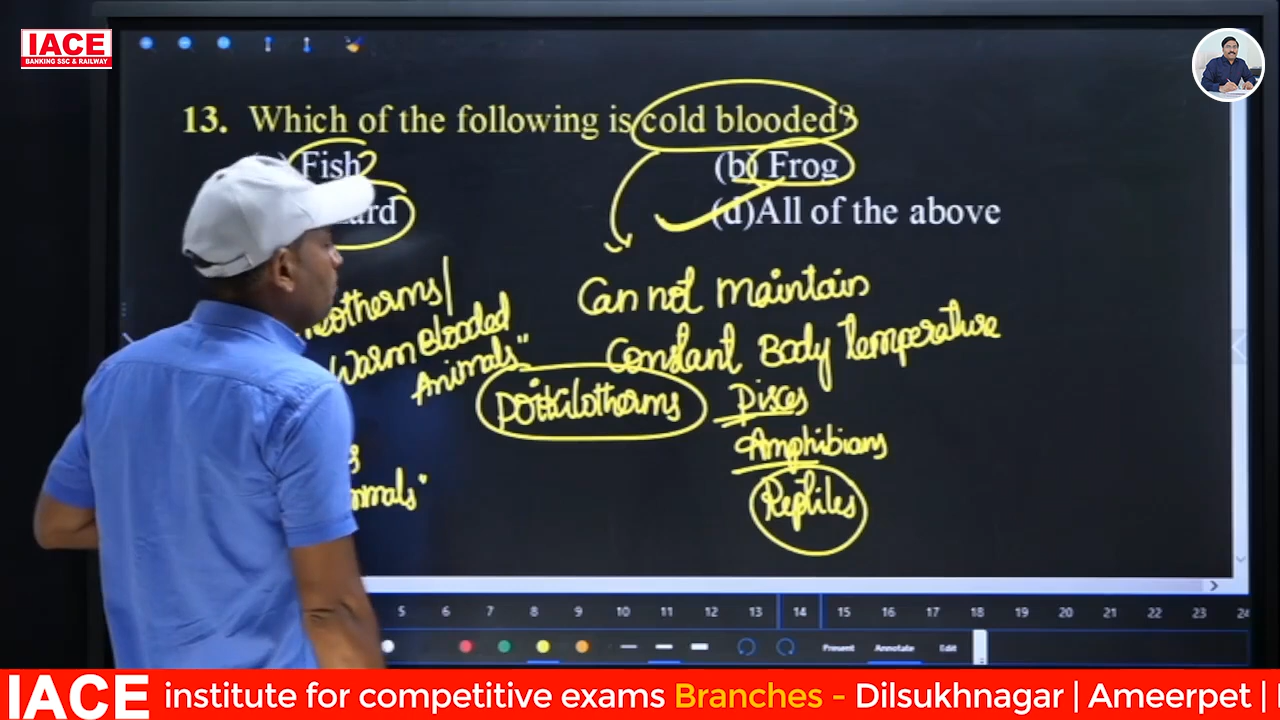 IACE
BANKING SSC & RAILWAY
13. Which of the following is cold blooded?
Fish
(b) Frog
ard
(d)All of the above
Can not maintain
eotherms/
Warm Blooded
Constant Body temperature
Animals"
poikilotherms
Pisces
Amphibians
Reptiles
mals"
5 6 7 8 9 10 11 12 13 14 15 16 17 18 19 20 21 22 23 24
Present Annotate Edit
IACE institute for competitive exams Branches - Dilsukhnagar | Ameerpet |